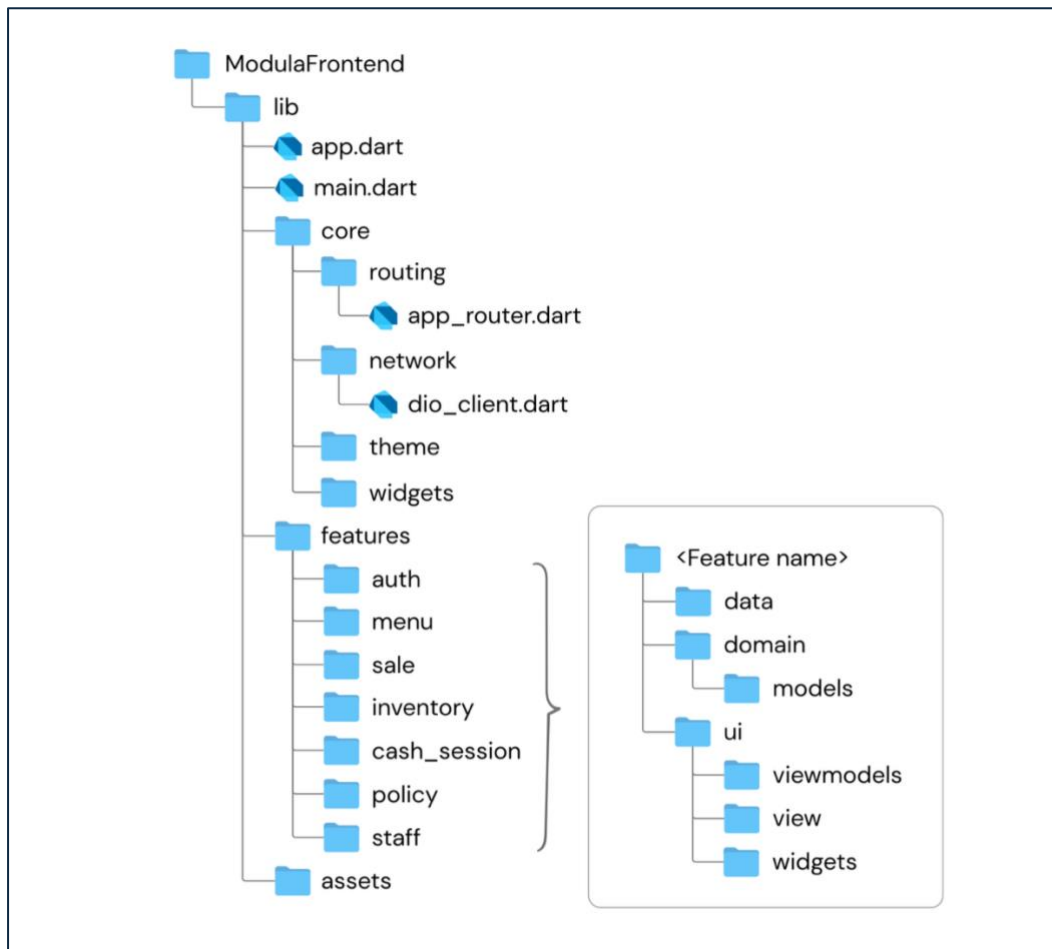 ModulaFrontend
lib
app.dart
main.dart
core
routing
app_router.dart
network
dio_client.dart
theme
widgets
features
auth
menu
sale
inventory
cash_session
policy
staff
assets
<Feature name>
data
domain
models
ui
viewmodels
view
widgets